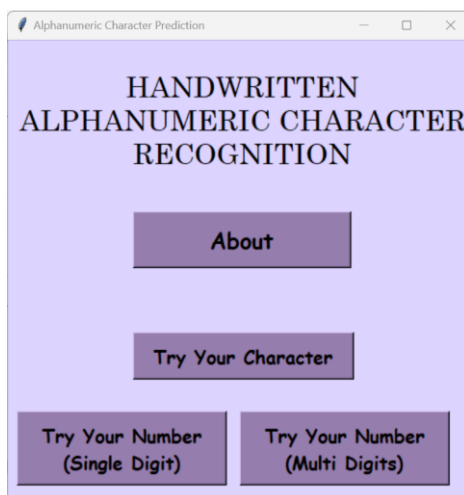 Alphanumeric Character Prediction
HANDWRITTEN
ALPHANUMERIC CHARACTER
RECOGNITION
About
Try Your Character
Try Your Number
(Single Digit)
Try Your Number
(Multi Digits)